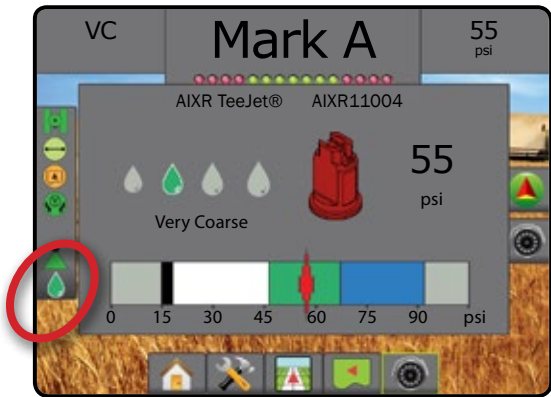 VC Mark A 55
psi
AIXR TeeJet® AIXR11004
55
psi
Very Coarse
0 15 30 45 60 75 90 psi